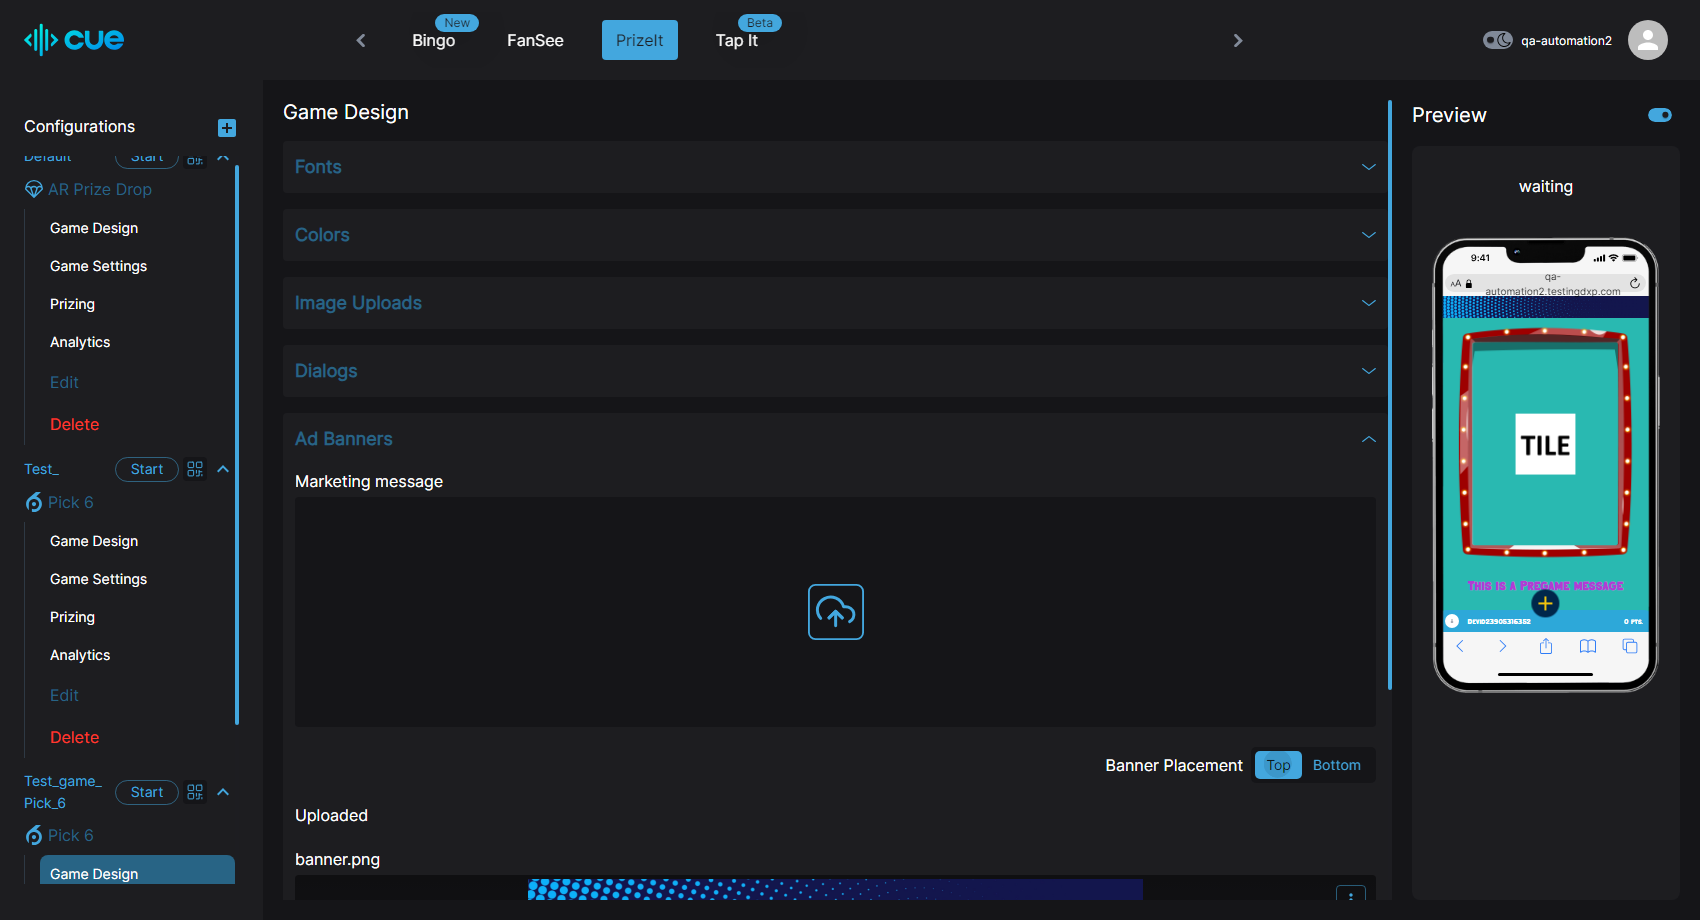 cue
New
Bingo
FanSee
PrizeIt
Beta
Tap It
qa-automation2
Configurations
Default
Start
AR Prize Drop
Game Design
Game Settings
Prizing
Analytics
Edit
Delete
Test_
Start
Pick 6
Game Design
Game Settings
Prizing
Analytics
Edit
Delete
Test_game_
Pick_6
Start
Pick 6
Game Design
Game Design
Fonts
Colors
Image Uploads
Dialogs
Ad Banners
Marketing message
Banner Placement
Top
Bottom
Uploaded
banner.png
Preview
waiting
9:41
AA
qa-
automation2.testingdxp.com
TILE
This is a Pregame message
0 PTS.